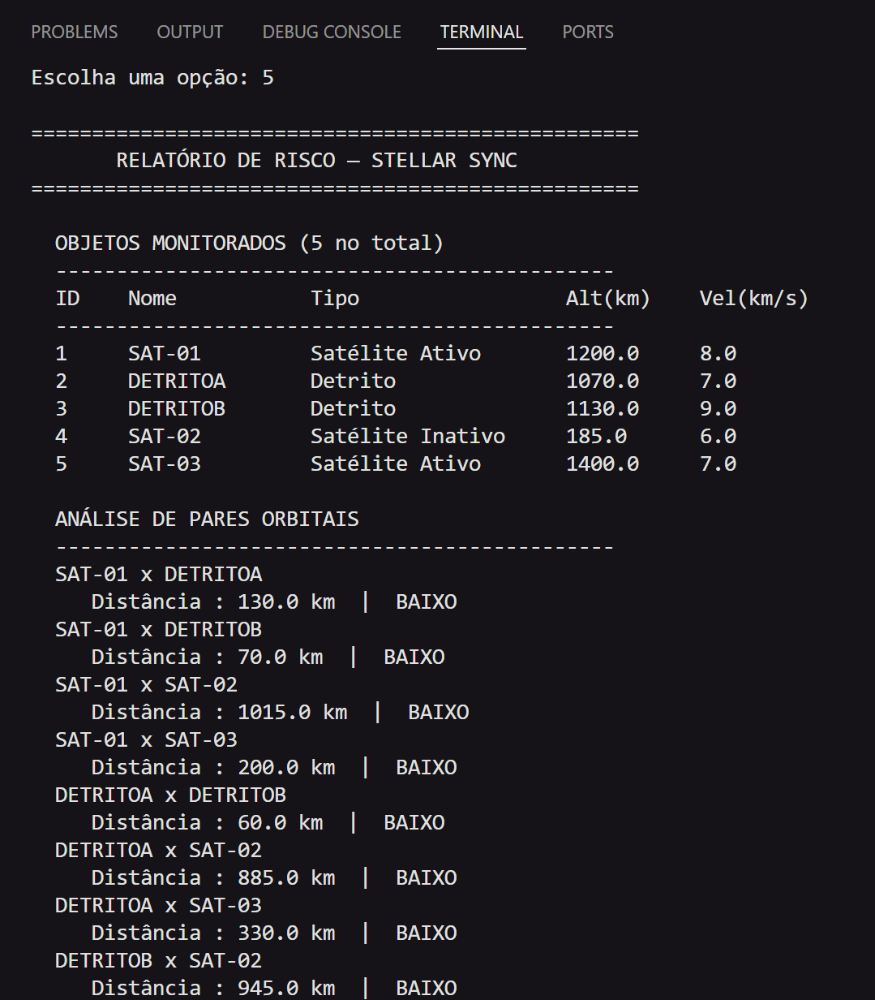 PROBLEMS OUTPUT DEBUG CONSOLE TERMINAL PORTS
Escolha uma opção: 5
==================================================
RELATÓRIO DE RISCO — STELLAR SYNC
==================================================
OBJETOS MONITORADOS (5 no total)
----------------------------------------------
ID Nome Tipo Alt(km) Vel(km/s)
----------------------------------------------
1 SAT-01 Satélite Ativo 1200.0 8.0
2 DETRITOA Detrito 1070.0 7.0
3 DETRITOB Detrito 1130.0 9.0
4 SAT-02 Satélite Inativo 185.0 6.0
5 SAT-03 Satélite Ativo 1400.0 7.0
ANÁLISE DE PARES ORBITAIS
----------------------------------------------
SAT-01 x DETRITOA
Distância : 130.0 km | BAIXO
SAT-01 x DETRITOB
Distância : 70.0 km | BAIXO
SAT-01 x SAT-02
Distância : 1015.0 km | BAIXO
SAT-01 x SAT-03
Distância : 200.0 km | BAIXO
DETRITOA x DETRITOB
Distância : 60.0 km | BAIXO
DETRITOA x SAT-02
Distância : 885.0 km | BAIXO
DETRITOA x SAT-03
Distância : 330.0 km | BAIXO
DETRITOB x SAT-02
Distância : 945.0 km | BAIXO